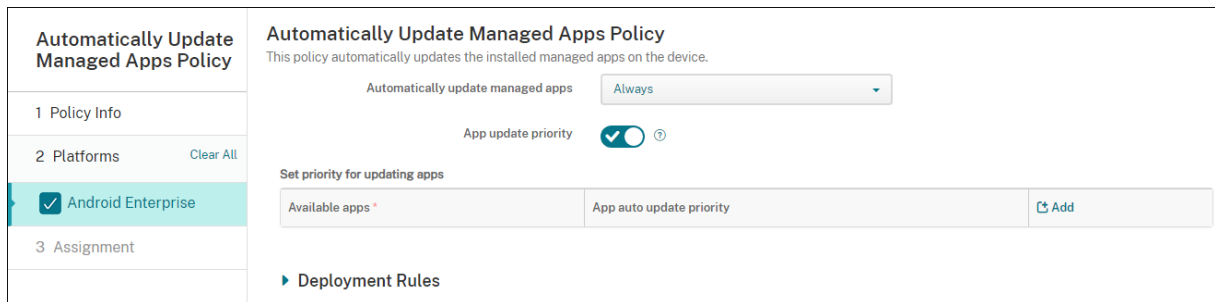 Automatically Update
Managed Apps Policy
1 Policy Info
2 Platforms Clear All
Android Enterprise
3 Assignment
Automatically Update Managed Apps Policy
This policy automatically updates the installed managed apps on the device.
Automatically update managed apps Always
App update priority ?
Set priority for updating apps
Available apps * App auto update priority Add
Deployment Rules